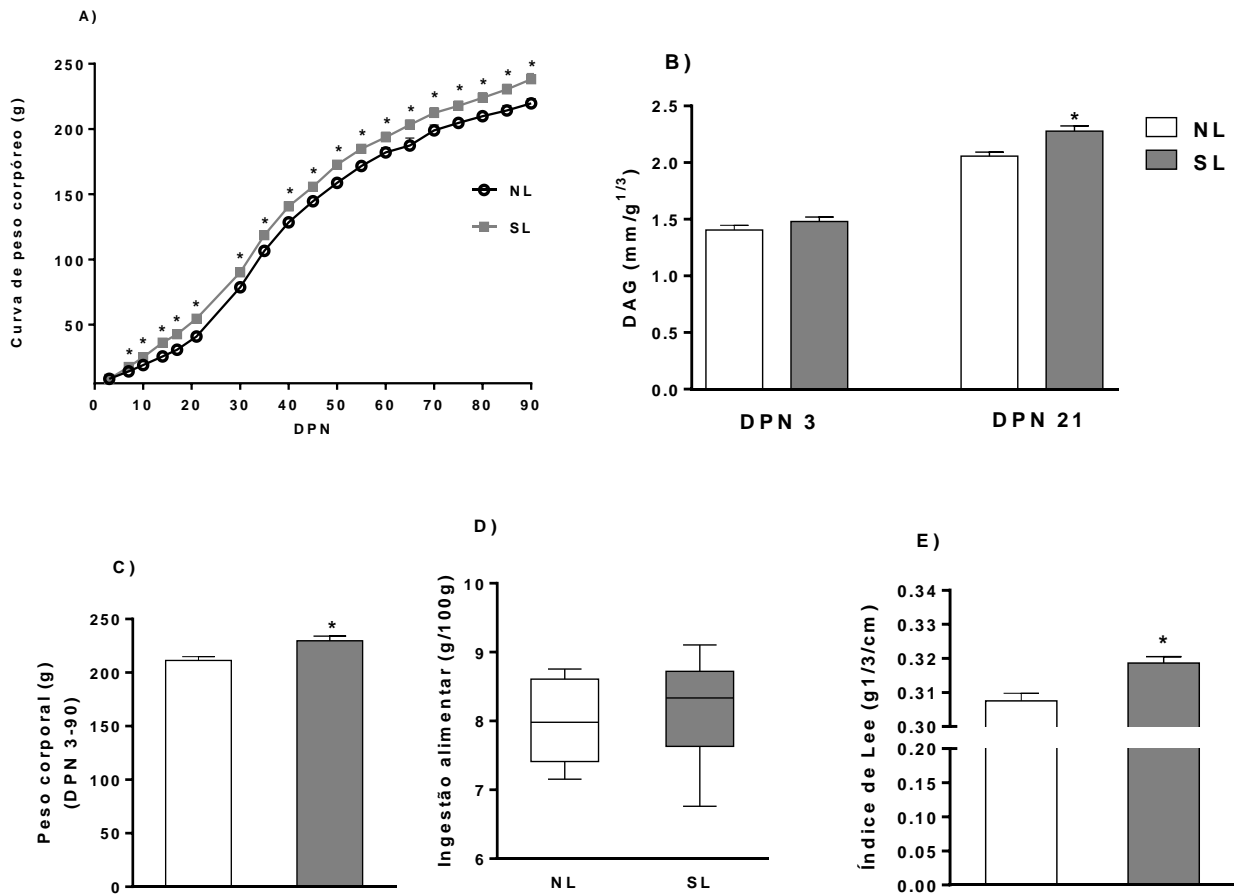 A)
Curva de peso corpóreo (g)
250
200
150
100
50
* * * * * * * * * * * * * * * * * *
NL
SL
0 10 20 30 40 50 60 70 80 90
DPN
B)
DAG (mm/g1/3)
2.5
2.0
1.5
1.0
0.5
0.0
*
DPN 3 DPN 21
NL
SL
C)
Peso corporal (g)
(DPN 3-90)
250
200
150
100
50
0
*
D)
Ingestão alimentar (g/100g)
10
9
8
7
6
NL SL
E)
Índice de Lee (g1/3/cm)
0.34
0.33
0.32
0.31
0.30
0.20
0.15
0.10
0.05
0.00
*